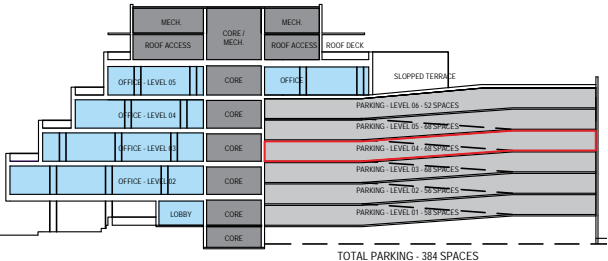 MECH.
CORE /
MECH.
MECH.
ROOF ACCESS
ROOF ACCESS
ROOF DECK
OFFICE - LEVEL 05
CORE
OFFICE
SLOPPED TERRACE
OFFICE - LEVEL 04
CORE
PARKING - LEVEL 06 - 52 SPACES
PARKING - LEVEL 05 - 68 SPACES
OFFICE - LEVEL 03
CORE
PARKING - LEVEL 04 - 68 SPACES
OFFICE - LEVEL 02
CORE
PARKING - LEVEL 03 - 68 SPACES
PARKING - LEVEL 02 - 56 SPACES
LOBBY
CORE
PARKING - LEVEL 01 - 58 SPACES
CORE
TOTAL PARKING - 384 SPACES